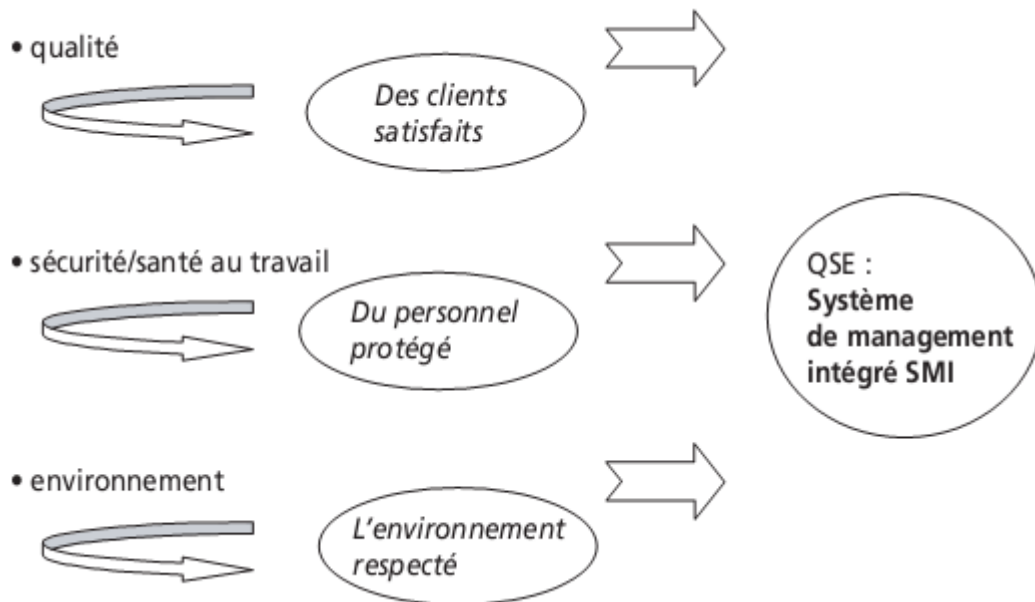 • qualité
Des clients
satisfaits
• sécurité/santé au travail
Du personnel
protégé
• environnement
L'environnement
respecté
QSE :
Système
de management
intégré SMI